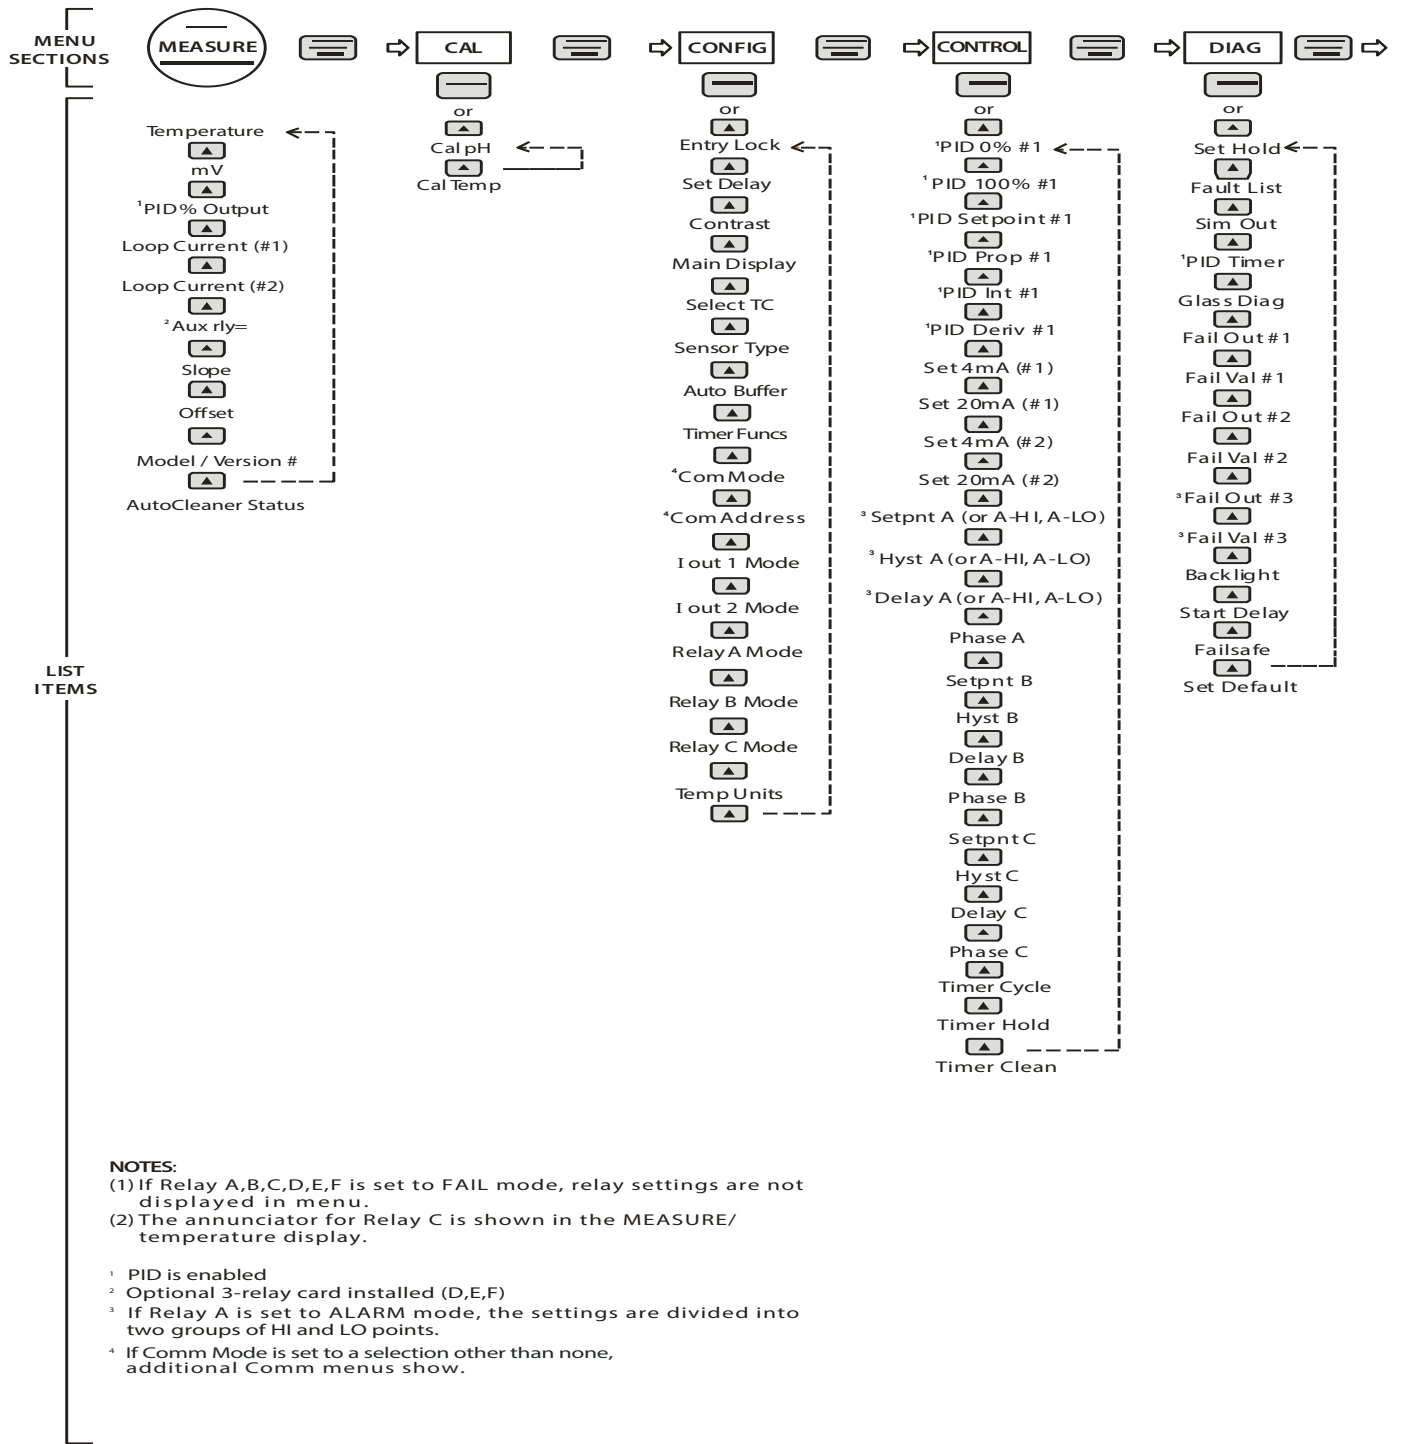 MENU
SECTIONS
MEASURE
CAL
CONFIG
CONTROL
DIAG
LIST
ITEMS
Temperature
mV
¹PID% Output
Loop Current (#1)
Loop Current (#2)
²Aux rly=
Slope
Offset
Model / Version #
AutoCleaner Status
or
Cal pH
Cal Temp
or
Entry Lock
Set Delay
Contrast
Main Display
Select TC
Sensor Type
Auto Buffer
Timer Funcs
⁴Com Mode
⁴Com Address
I out 1 Mode
I out 2 Mode
Relay A Mode
Relay B Mode
Relay C Mode
Temp Units
or
¹PID 0% #1
¹PID 100% #1
¹PID Setpoint #1
¹PID Prop #1
¹PID Int #1
¹PID Deriv #1
Set 4mA (#1)
Set 20mA (#1)
Set 4mA (#2)
Set 20mA (#2)
³Setpnt A (or A-HI, A-LO)
³Hyst A (or A-HI, A-LO)
³Delay A (or A-HI, A-LO)
Phase A
Setpnt B
Hyst B
Delay B
Phase B
Setpnt C
Hyst C
Delay C
Phase C
Timer Cycle
Timer Hold
Timer Clean
or
Set Hold
Fault List
Sim Out
¹PID Timer
Glass Diag
Fail Out #1
Fail Val #1
Fail Out #2
Fail Val #2
³Fail Out #3
³Fail Val #3
Backlight
Start Delay
Failsafe
Set Default
NOTES:
(1) If Relay A,B,C,D,E,F is set to FAIL mode, relay settings are not
displayed in menu.
(2) The annunciator for Relay C is shown in the MEASURE/
temperature display.
¹ PID is enabled
² Optional 3-relay card installed (D,E,F)
³ If Relay A is set to ALARM mode, the settings are divided into
two groups of HI and LO points.
⁴ If Comm Mode is set to a selection other than none,
additional Comm menus show.